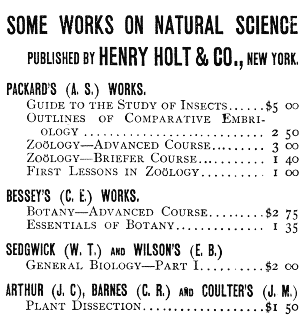 SOME WORKS ON NATURAL SCIENCE
PUBLISHED BY HENRY HOLT & CO., NEW YORK.
PACKARD'S (A. S.) WORKS.
GUIDE TO THE STUDY OF INSECTS......$5 00
OUTLINES OF COMPARATIVE EMBRI-
OLOGY ........................... 2 50
ZOÖLOGY—ADVANCED COURSE........ 3 00
ZOÖLOGY—BRIEFER COURSE.... .... 1 40
FIRST LESSONS IN ZOÖLOGY.......... 1 00
BESSEY'S (C. E.) WORKS.
BOTANY—ADVANCED COURSE.........$2 75
ESSENTIALS OF BOTANY............. 1 35
SEDGWICK (W. T.) AND WILSON'S (E. B.)
GENERAL BIOLOGY—PART I.........$2 00
ARTHUR (J. C), BARNES (C. R.) AND COULTER'S (J. M.)
PLANT DISSECTION..................$1 50